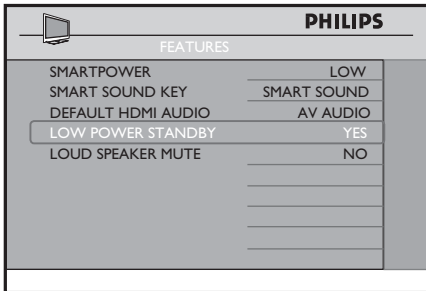 PHILIPS
FEATURES
SMARTPOWER LOW
SMART SOUND KEY SMART SOUND
DEFAULT HDMI AUDIO AV AUDIO
LOW POWER STANDBY YES
LOUD SPEAKER MUTE NO